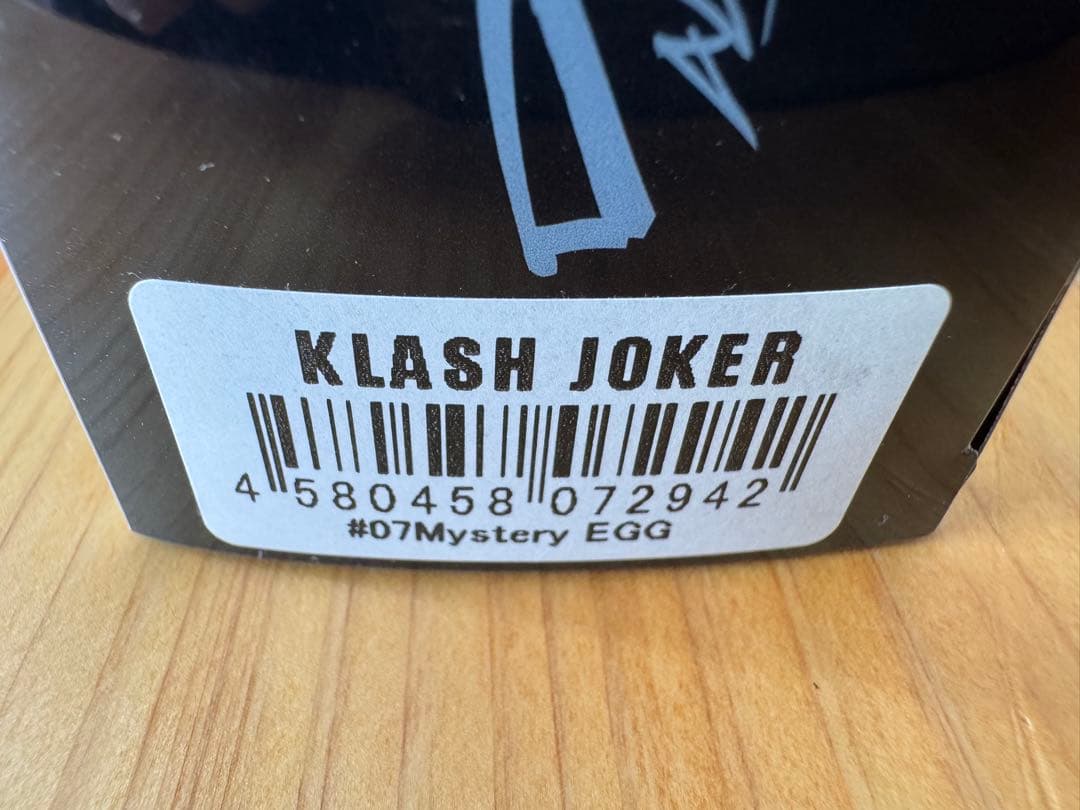 KLASH JOKER
4 580458 072942
#07Mystery EGG